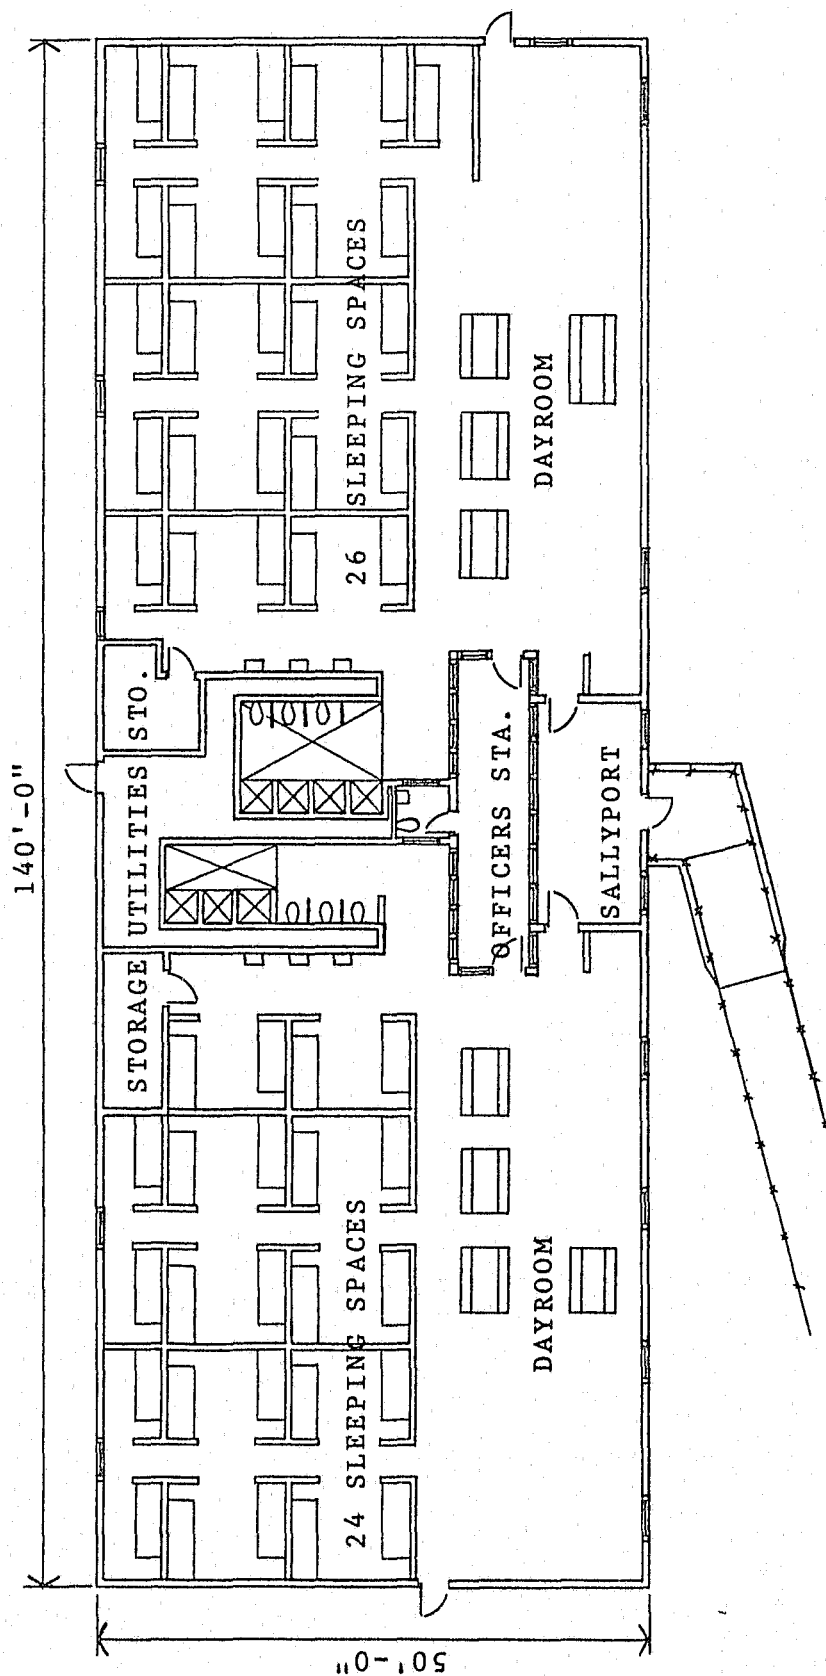 140'-0"
STORAGE
UTILITIES
STO.
24 SLEEPING SPACES
26 SLEEPING SPACES
OFFICERS STA.
DAYROOM
DAYROOM
SALLYPORT
50'-0"